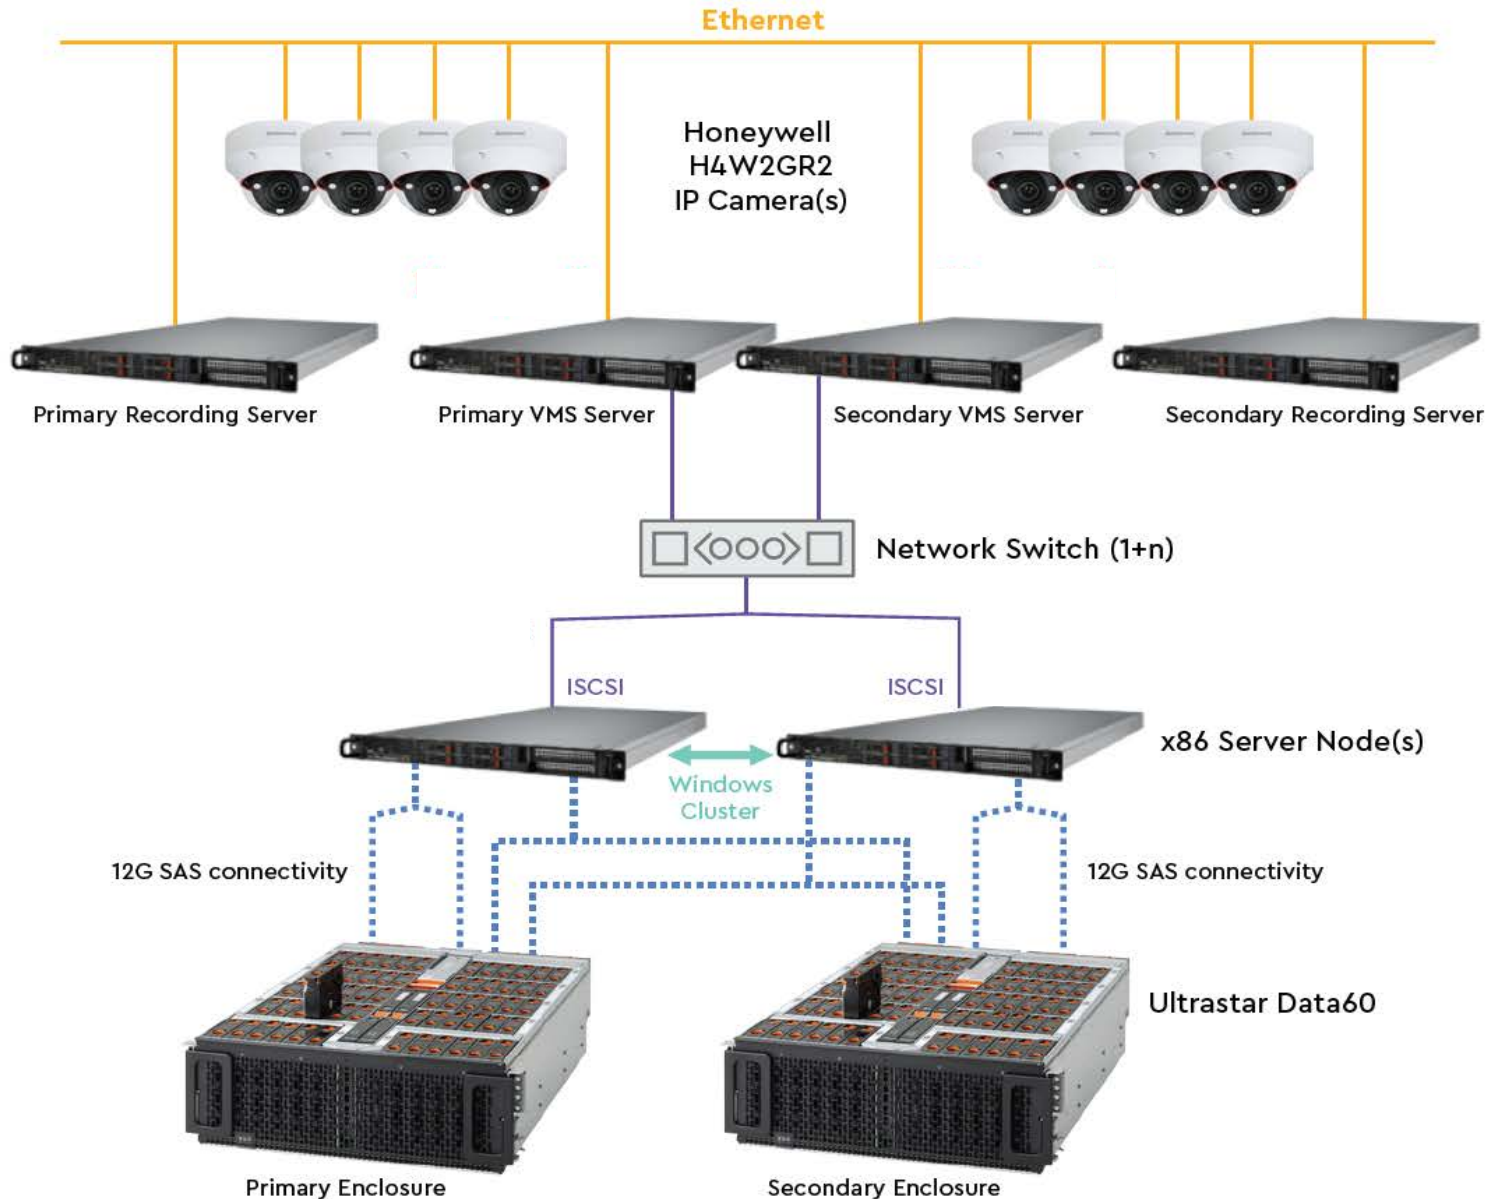 Ethernet
Honeywell
H4W2GR2
IP Camera(s)
Primary Recording Server
Primary VMS Server
Secondary VMS Server
Secondary Recording Server
Network Switch (1+n)
ISCSI
ISCSI
x86 Server Node(s)
Windows
Cluster
12G SAS connectivity
12G SAS connectivity
Ultrastar Data60
Primary Enclosure
Secondary Enclosure